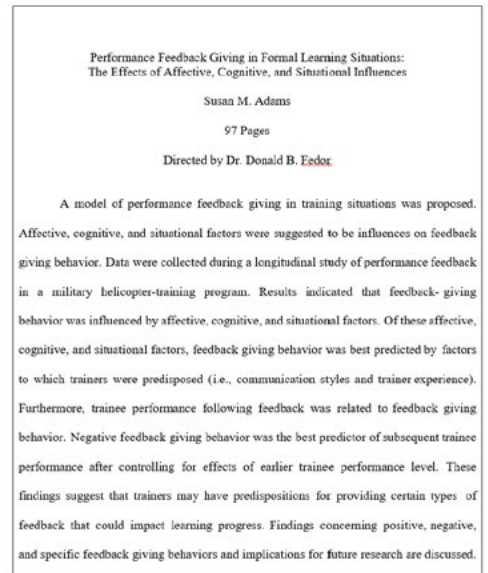 Performance Feedback Giving in Formal Learning Situations:
The Effects of Affective, Cognitive, and Situational Influences
Susan M. Adams
97 Pages
Directed by Dr. Donald B. Fedor
A model of performance feedback giving in training situations was proposed.
Affective, cognitive, and situational factors were suggested to be influences on feedback
giving behavior. Data were collected during a longitudinal study of performance feedback
in a military helicopter-training program. Results indicated that feedback- giving
behavior was influenced by affective, cognitive, and situational factors. Of these affective,
cognitive, and situational factors, feedback giving behavior was best predicted by factors
to which trainers were predisposed (i.e., communication styles and trainer experience).
Furthermore, trainee performance following feedback was related to feedback giving
behavior. Negative feedback giving behavior was the best predictor of subsequent trainee
performance after controlling for effects of earlier trainee performance level. These
findings suggest that trainers may have predispositions for providing certain types of
feedback that could impact learning progress. Findings concerning positive, negative,
and specific feedback giving behaviors and implications for future research are discussed.